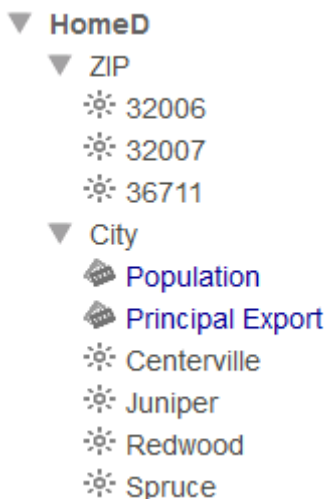 HomeD
ZIP
32006
32007
36711
City
Population
Principal Export
Centerville
Juniper
Redwood
Spruce